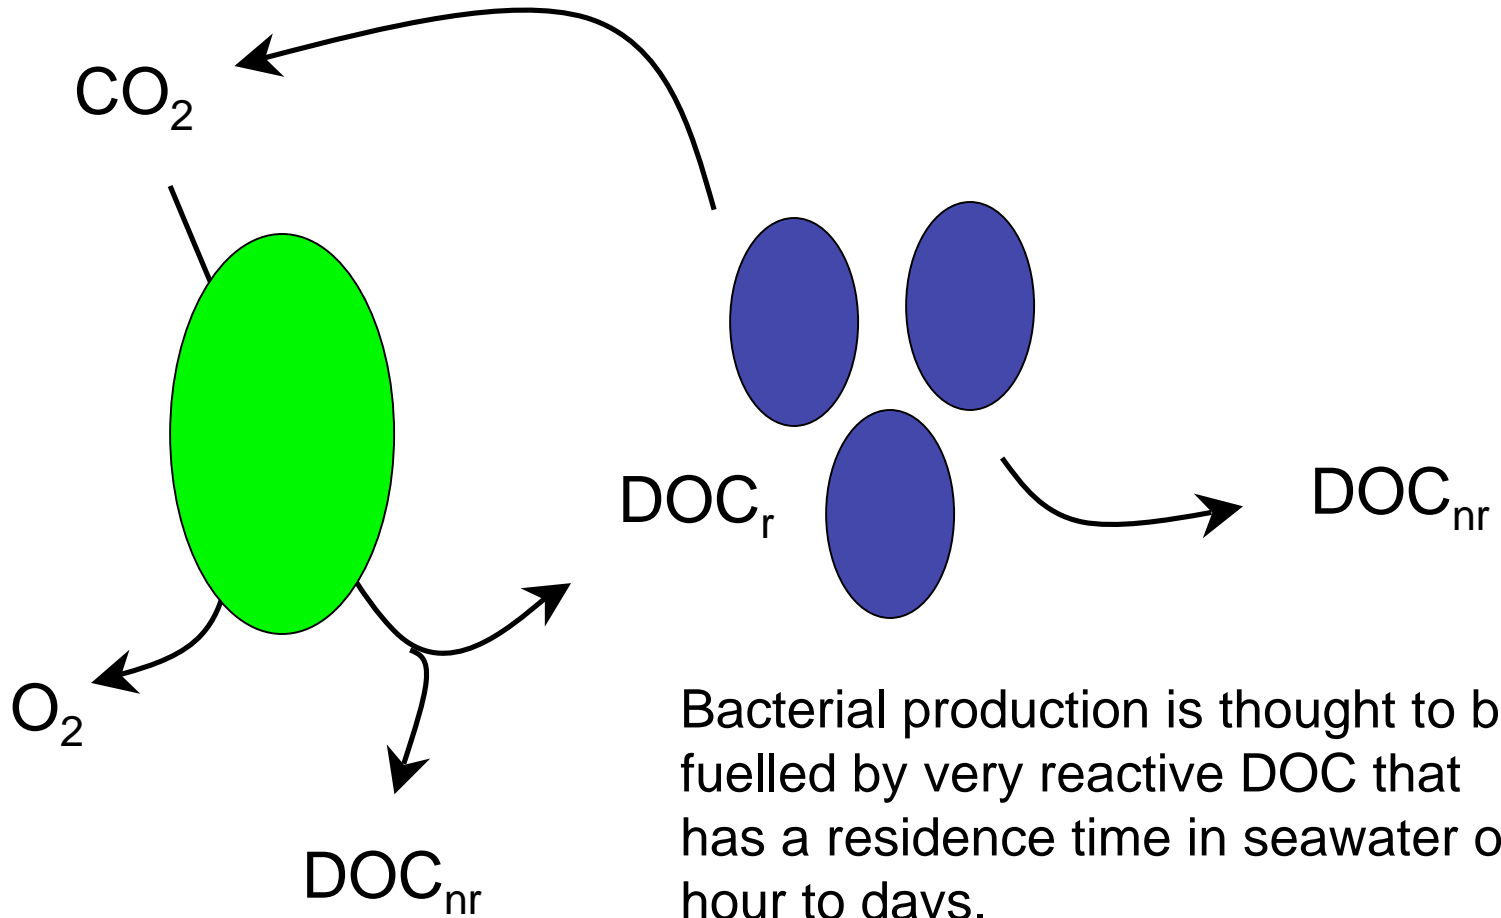 CO₂
DOCᵣ
DOCₙᵣ
O₂
Bacterial production is thought to b
fuelled by very reactive DOC that
has a residence time in seawater o
hour to days.
DOCₙᵣ